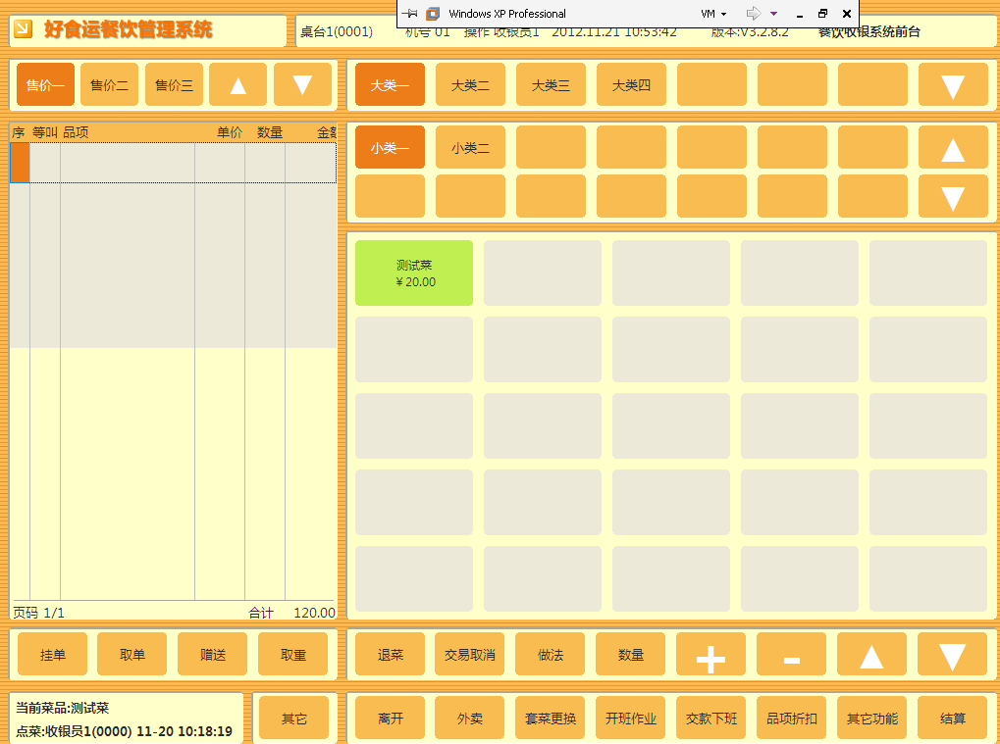 Windows XP Professional VM
好食运餐饮管理系统 桌台1(0001) 机号 01 操作 收银员1 2012.11.21 10:53:42 版本:V3.2.8.2 餐饮收银系统前台
售价一 售价二 售价三 大类一 大类二 大类三 大类四
序 等叫 品项 单价 数量 金额
小类一 小类二
测试菜
¥20.00
页码 1/1 合计 120.00
挂单 取单 赠送 取重 退菜 交易取消 做法 数量 + -
当前菜品:测试菜
点菜:收银员1(0000) 11-20 10:18:19
其它 离开 外卖 套菜更换 开班作业 交款下班 品项折扣 其它功能 结算